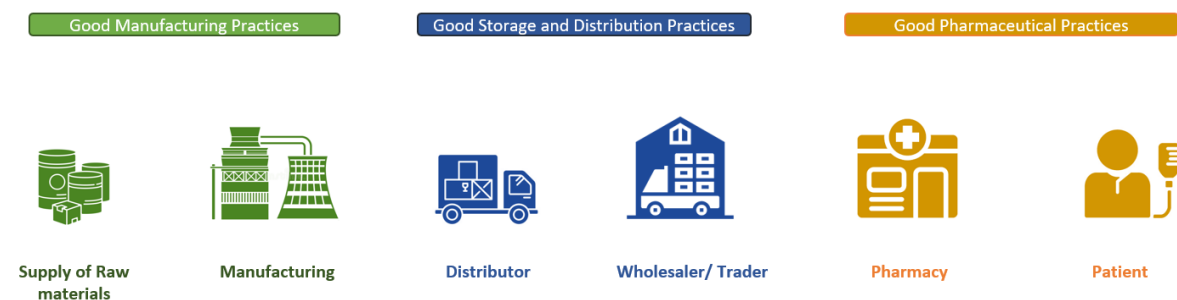 Good Manufacturing Practices
Good Storage and Distribution Practices
Good Pharmaceutical Practices
Supply of Raw
materials
Manufacturing
Distributor
Wholesaler/ Trader
Pharmacy
Patient